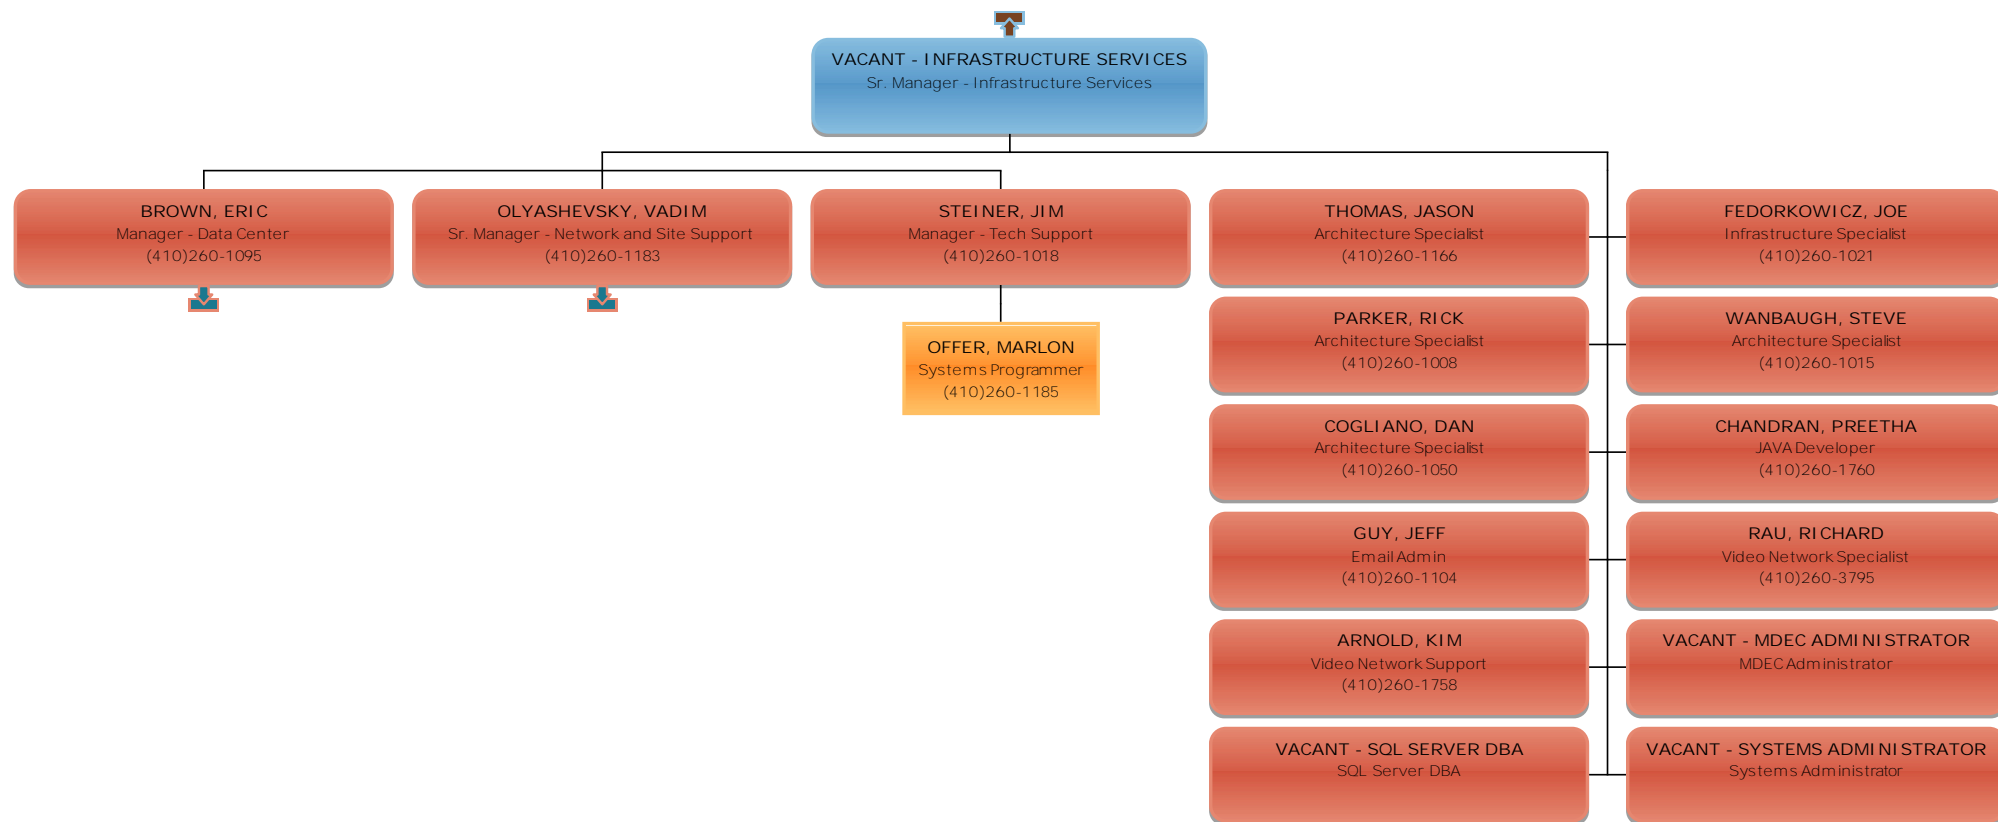 VACANT - INFRASTRUCTURE SERVICES
Sr. Manager - Infrastructure Services
BROWN, ERIC
Manager - Data Center
(410)260-1095
OLYASHEVSKY, VADIM
Sr. Manager - Network and Site Support
(410)260-1183
STEINER, JIM
Manager - Tech Support
(410)260-1018
OFFER, MARLON
Systems Programmer
(410)260-1185
THOMAS, JASON
Architecture Specialist
(410)260-1166
FEDORKOWICZ, JOE
Infrastructure Specialist
(410)260-1021
PARKER, RICK
Architecture Specialist
(410)260-1008
WANBAUGH, STEVE
Architecture Specialist
(410)260-1015
COGLIANO, DAN
Architecture Specialist
(410)260-1050
CHANDRAN, PREETHA
JAVA Developer
(410)260-1760
GUY, JEFF
Email Admin
(410)260-1104
RAU, RICHARD
Video Network Specialist
(410)260-3795
ARNOLD, KIM
Video Network Support
(410)260-1758
VACANT - MDEC ADMINISTRATOR
MDEC Administrator
VACANT - SQL SERVER DBA
SQL Server DBA
VACANT - SYSTEMS ADMINISTRATOR
Systems Administrator